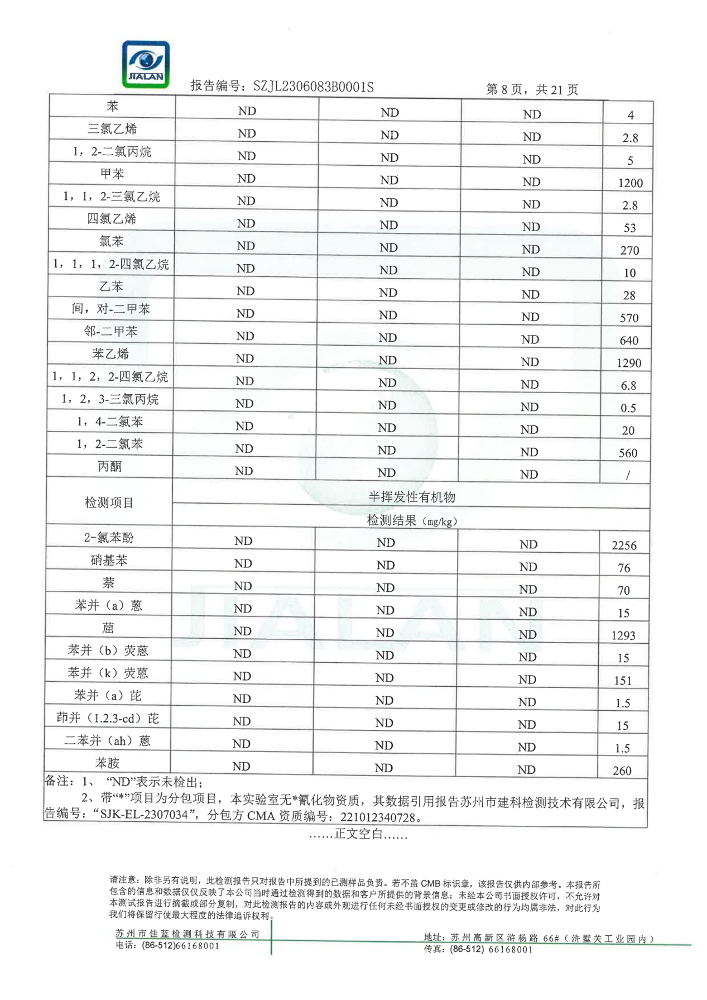 JIALAN
报告编号：SZJL2306083B0001S 第 8 页，共 21 页
苯 ND ND ND 4
三氯乙烯 ND ND ND 2.8
1，2-二氯丙烷 ND ND ND 5
甲苯 ND ND ND 1200
1，1，2-三氯乙烷 ND ND ND 2.8
四氯乙烯 ND ND ND 53
氯苯 ND ND ND 270
1，1，1，2-四氯乙烷 ND ND ND 10
乙苯 ND ND ND 28
间，对-二甲苯 ND ND ND 570
邻-二甲苯 ND ND ND 640
苯乙烯 ND ND ND 1290
1，1，2，2-四氯乙烷 ND ND ND 6.8
1，2，3-三氯丙烷 ND ND ND 0.5
1，4-二氯苯 ND ND ND 20
1，2-二氯苯 ND ND ND 560
丙酮 ND ND ND /
检测项目 半挥发性有机物
检测结果（mg/kg）
2-氯苯酚 ND ND ND 2256
硝基苯 ND ND ND 76
萘 ND ND ND 70
苯并（a）蒽 ND ND ND 15
䓛 ND ND ND 1293
苯并（b）荧蒽 ND ND ND 15
苯并（k）荧蒽 ND ND ND 151
苯并（a）芘 ND ND ND 1.5
茚并（1.2.3-cd）芘 ND ND ND 15
二苯并（ah）蒽 ND ND ND 1.5
苯胺 ND ND ND 260
备注：1、 “ND”表示未检出；
2、带“*”项目为分包项目，本实验室无*氰化物资质，其数据引用报告苏州市建科检测技术有限公司，报
告编号：“SJK-EL-2307034”，分包方 CMA 资质编号：221012340728。
……正文空白……
请注意：除非另有说明，此检测报告只对报告中所提到的已测样品负责。若不盖 CMB 标识章，该报告仅供内部参考。本报告所
包含的信息和数据仅仅反映了本公司当时通过检测得到的数据和客户所提供的背景信息；未经本公司书面授权许可，不允许对
本测试报告进行摘截或部分复制，对此检测报告的内容或外观进行任何未经书面授权的变更或修改的行为均属非法，对此行为
我们将保留行使最大程度的法律追诉权利。
苏州市佳蓝检测科技有限公司 地址：苏州高新区浒杨路 66#（浒墅关工业园内）
电话：(86-512)66168001 传真：(86-512) 66168001